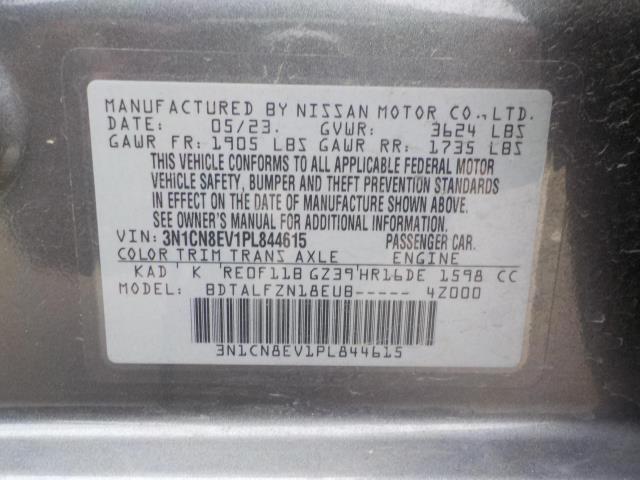 MANUFACTURED BY NISSAN MOTOR CO., LTD.
DATE: 05/23. GVWR: 3624 LBS
GAWR FR: 1905 LBS GAWR RR: 1735 LBS
THIS VEHICLE CONFORMS TO ALL APPLICABLE FEDERAL MOTOR
VEHICLE SAFETY, BUMPER AND THEFT PREVENTION STANDARDS
IN EFFECT ON THE DATE OF MANUFACTURE SHOWN ABOVE.
SEE OWNER'S MANUAL FOR ADDITIONAL INFORMATION.
VIN: 3N1CN8EV1PL844615 PASSENGER CAR.
COLOR TRIM TRANS AXLE ENGINE
KAD K RE0F11B GZ39 HR16DE 1598 CC
MODEL: BDTALFZN18EUB----- 4Z000
3N1CN8EV1PL844615